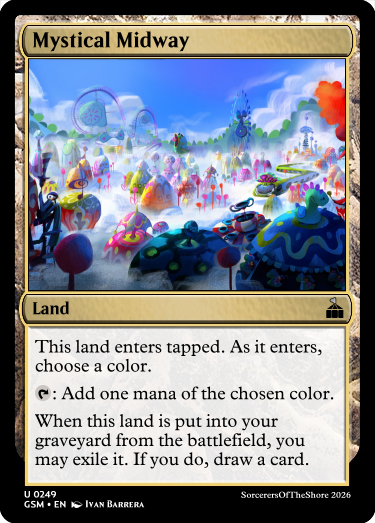 Mystical Midway
Land
This land enters tapped. As it enters,
choose a color.
: Add one mana of the chosen color.
When this land is put into your
graveyard from the battlefield, you
may exile it. If you do, draw a card.
U 0249
GSM • EN Ivan Barrera
SorcerersOfTheShore 2026